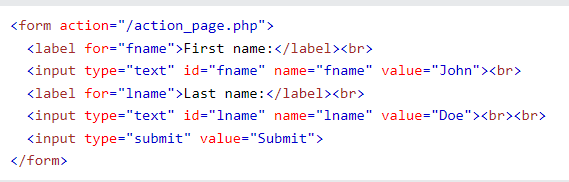 <form action="/action_page.php">
  <label for="fname">First name:</label><br>
  <input type="text" id="fname" name="fname" value="John"><br>
  <label for="lname">Last name:</label><br>
  <input type="text" id="lname" name="lname" value="Doe"><br><br>
  <input type="submit" value="Submit">
</form>